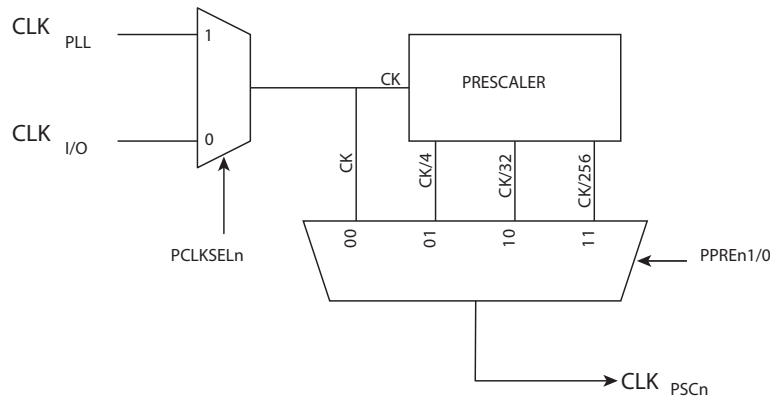 CLK PLL
1
CK
PRESCALER
CLK I/O
0
CK
CK/4
CK/32
CK/256
00
01
10
11
PCLKSELn
PPREn1/0
CLK PSCn